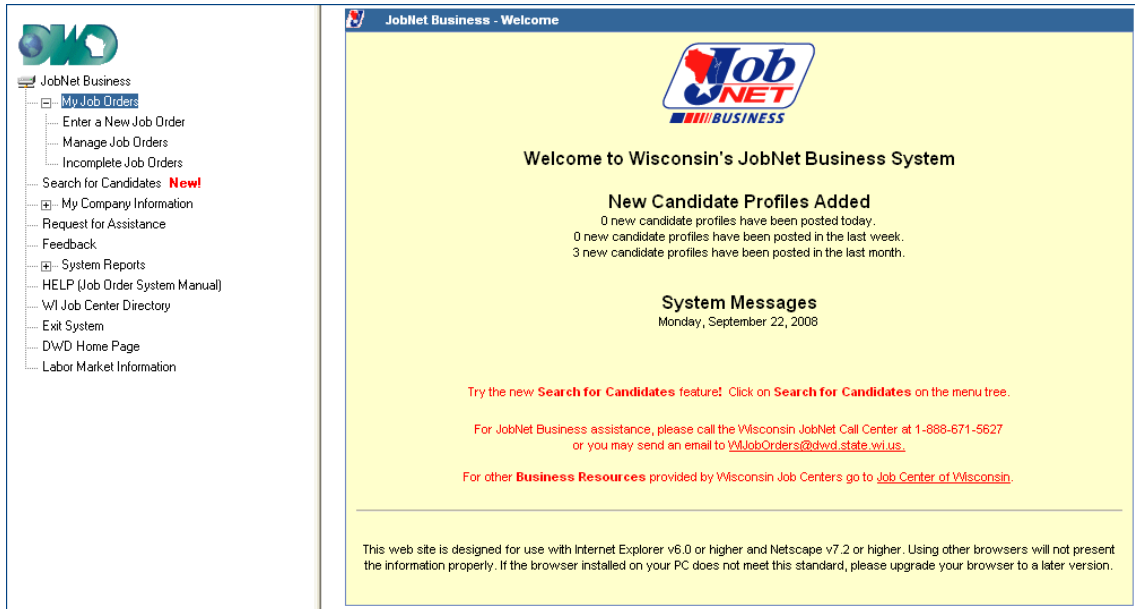 DWD
JobNet Business
My Job Orders
Enter a New Job Order
Manage Job Orders
Incomplete Job Orders
Search for Candidates New!
My Company Information
Request for Assistance
Feedback
System Reports
HELP (Job Order System Manual)
WI Job Center Directory
Exit System
DWD Home Page
Labor Market Information
JobNet Business - Welcome
Job
NET
BUSINESS
Welcome to Wisconsin's JobNet Business System
New Candidate Profiles Added
0 new candidate profiles have been posted today.
0 new candidate profiles have been posted in the last week.
3 new candidate profiles have been posted in the last month.
System Messages
Monday, September 22, 2008
Try the new Search for Candidates feature! Click on Search for Candidates on the menu tree.
For JobNet Business assistance, please call the Wisconsin JobNet Call Center at 1-888-671-5627
or you may send an email to WIJobOrders@dwd.state.wi.us.
For other Business Resources provided by Wisconsin Job Centers go to Job Center of Wisconsin.
This web site is designed for use with Internet Explorer v6.0 or higher and Netscape v7.2 or higher. Using other browsers will not present
the information properly. If the browser installed on your PC does not meet this standard, please upgrade your browser to a later version.